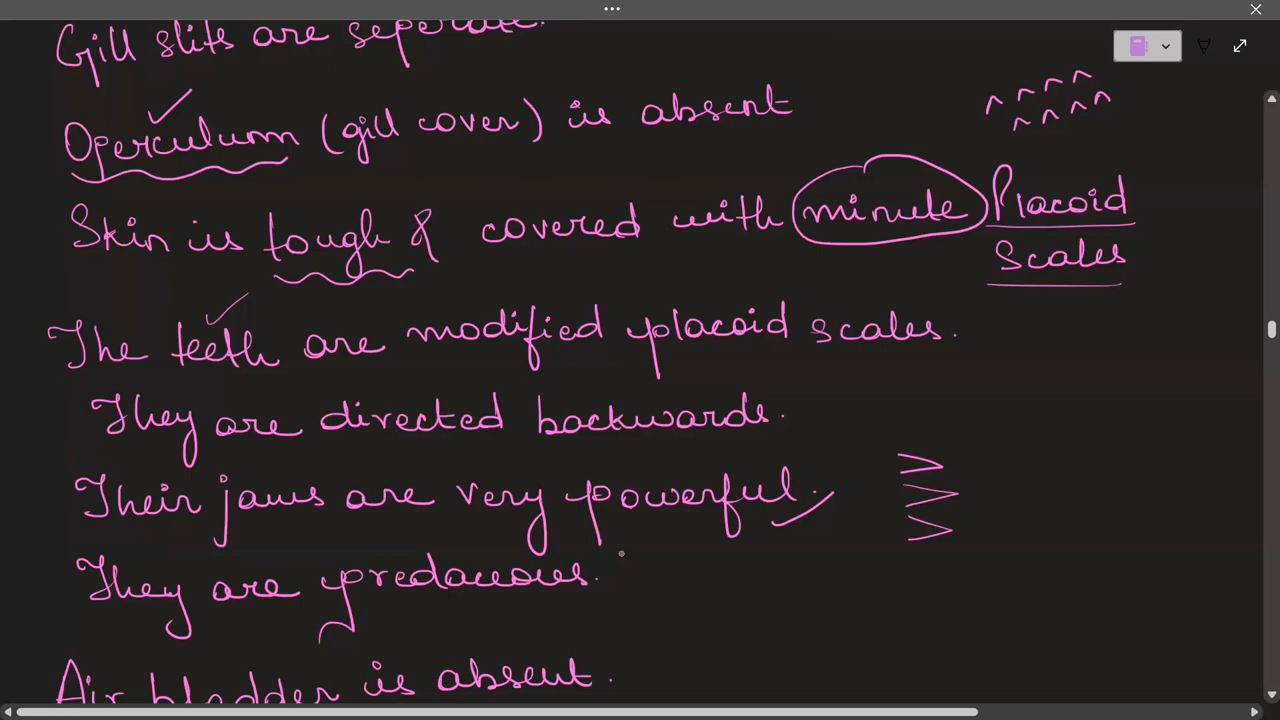 Gill slits are seperate.
Operculum (gill cover) is absent
Skin is tough & covered with minute Placoid
Scales
The teeth are modified placoid scales.
They are directed backwards.
Their jaws are very powerful.
They are predaceous.
Air bladder is absent.